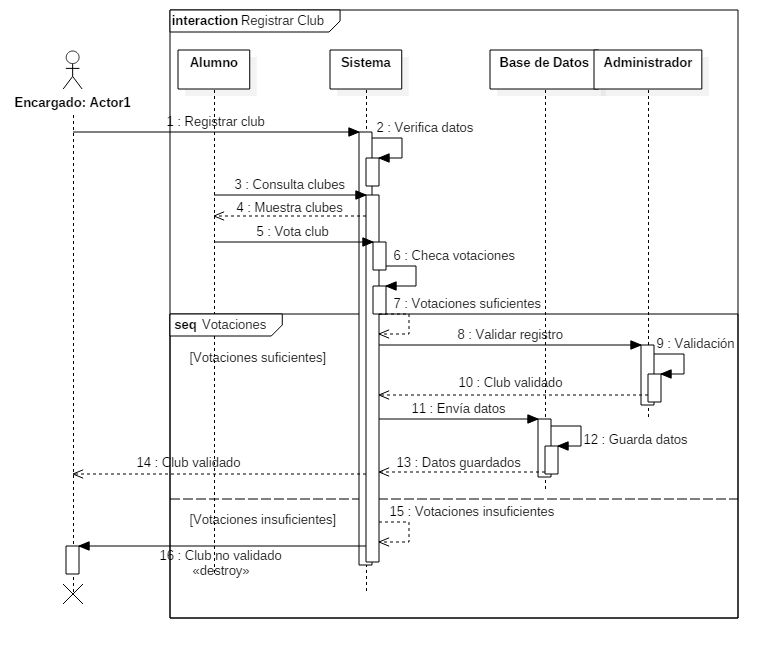 interaction Registrar Club
Alumno
Sistema
Base de Datos
Administrador
Encargado: Actor1
1 : Registrar club
2 : Verifica datos
3 : Consulta clubes
4 : Muestra clubes
5 : Vota club
6 : Checa votaciones
7 : Votaciones suficientes
seq Votaciones
8 : Validar registro
9 : Validación
[Votaciones suficientes]
10 : Club validado
11 : Envía datos
12 : Guarda datos
13 : Datos guardados
14 : Club validado
15 : Votaciones insuficientes
[Votaciones insuficientes]
16 : Club no validado
«destroy»